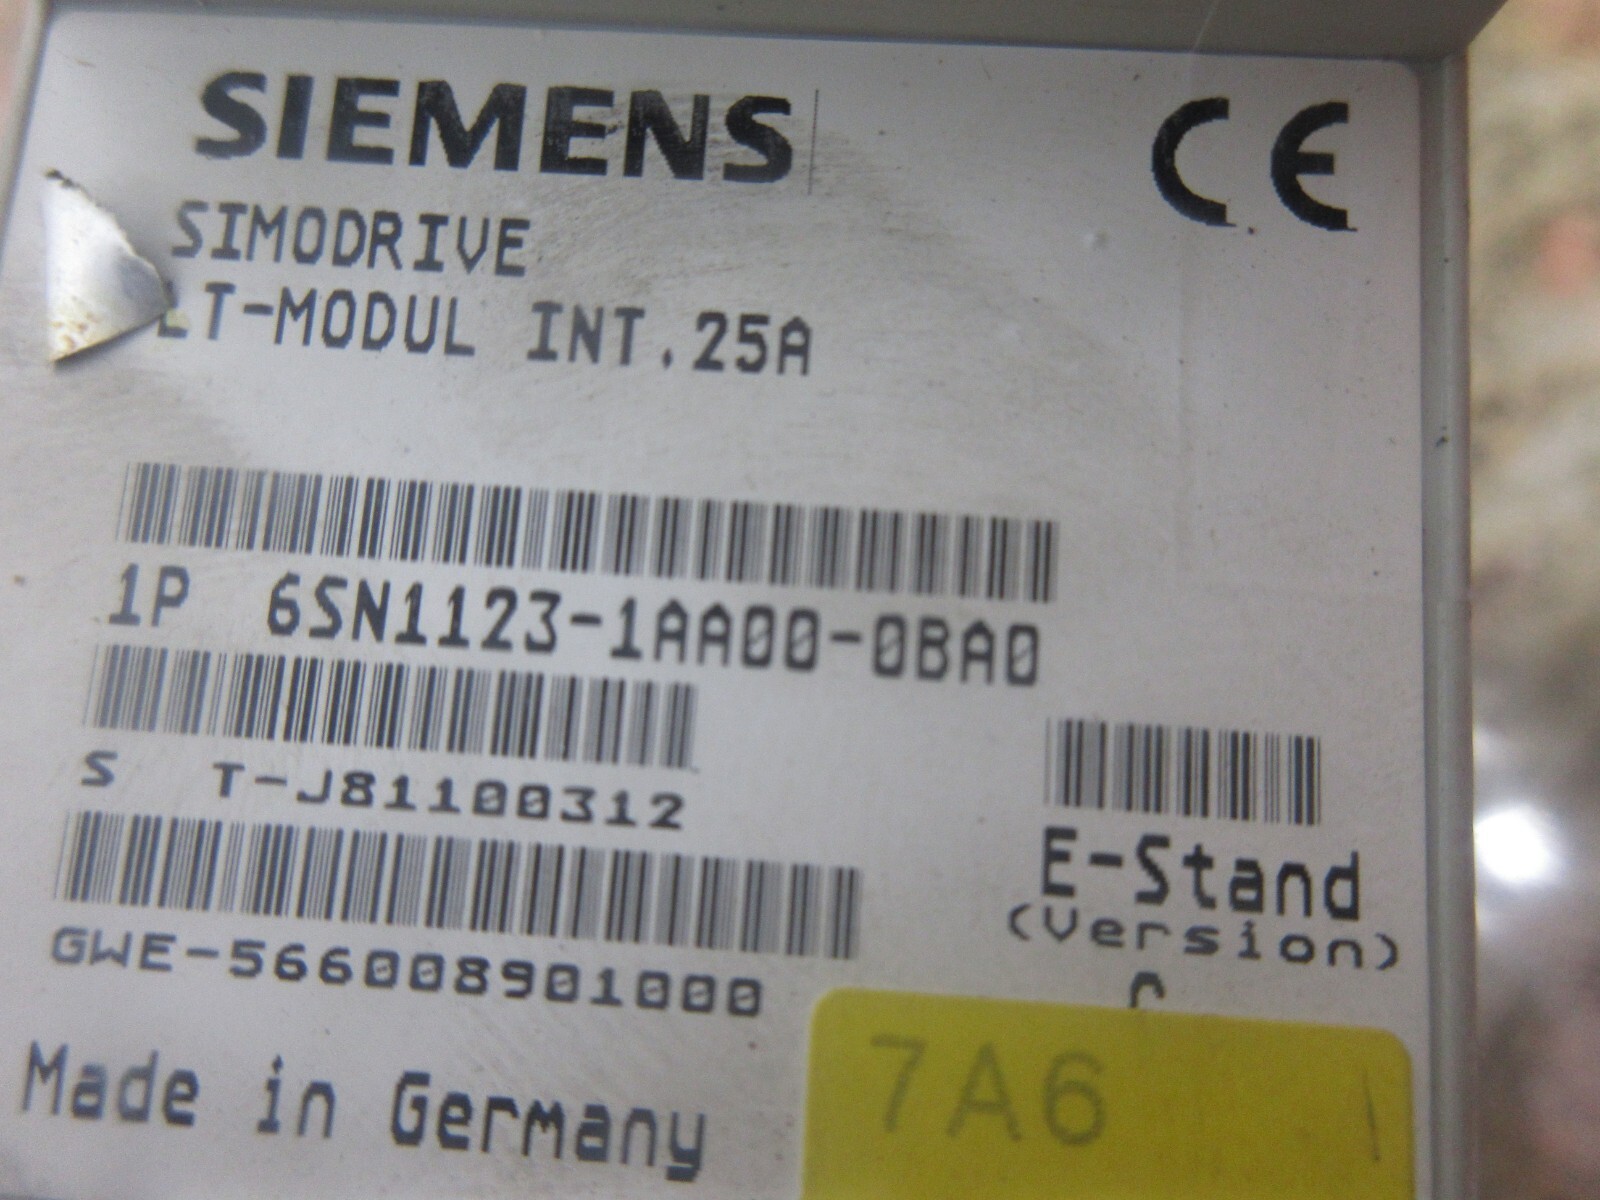 SIEMENS
CE
SIMODRIVE
LT-MODUL INT.25A
1P 6SN1123-1AA00-0BA0
S T-J81100312
GWE-566008901000
E-Stand
(Version)
7A6
Made in Germany